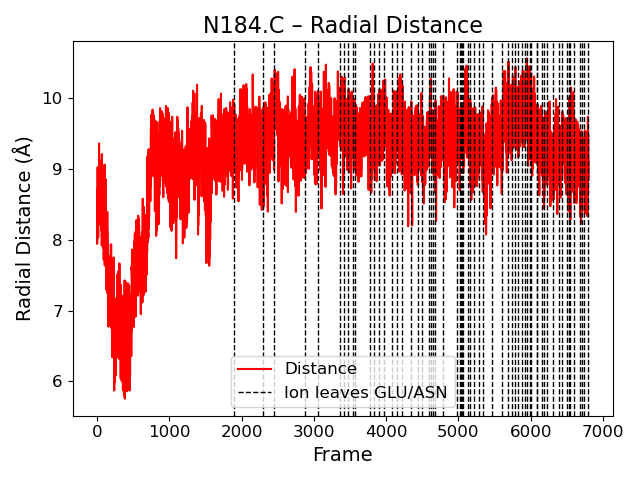 N184.C – Radial Distance
Radial Distance (Å)
10
9
8
7
6
Distance
Ion leaves GLU/ASN
0 1000 2000 3000 4000 5000 6000 7000
Frame